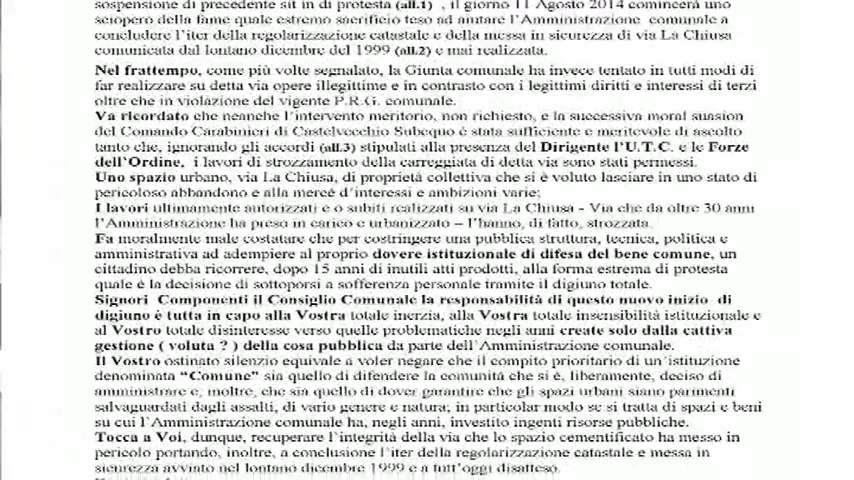 sospensione di precedente sit in di protesta (all.1) , il giorno 11 Agosto 2014 comincerà uno
sciopero della fame quale estremo sacrificio teso ad aiutare l'Amministrazione comunale a
concludere l'iter della regolarizzazione catastale e della messa in sicurezza di via La Chiusa
comunicata dal lontano dicembre del 1999 (all.2) e mai realizzata.
Nel frattempo, come più volte segnalato, la Giunta comunale ha invece tentato in tutti modi di
far realizzare su detta via opere illegittime e in contrasto con i legittimi diritti e interessi di terzi
oltre che in violazione del vigente P.R.G. comunale.
Va ricordato che neanche l'intervento meritorio, non richiesto, e la successiva moral suasion
del Comando Carabinieri di Castelvecchio Subequo è stata sufficiente e meritevole di ascolto
tanto che, ignorando gli accordi (all.3) stipulati alla presenza del Dirigente l'U.T.C. e le Forze
dell'Ordine, i lavori di strozzamento della carreggiata di detta via sono stati permessi.
Uno spazio urbano, via La Chiusa, di proprietà collettiva che si è voluto lasciare in uno stato di
pericoloso abbandono e alla mercè d'interessi e ambizioni varie;
I lavori ultimamente autorizzati e o subiti realizzati su via La Chiusa - Via che da oltre 30 anni
l'Amministrazione ha preso in carico e urbanizzato – l'hanno, di fatto, strozzata.
Fa moralmente male costatare che per costringere una pubblica struttura, tecnica, politica e
amministrativa ad adempiere al proprio dovere istituzionale di difesa del bene comune, un
cittadino debba ricorrere, dopo 15 anni di inutili atti prodotti, alla forma estrema di protesta
quale è la decisione di sottoporsi a sofferenza personale tramite il digiuno totale.
Signori Componenti il Consiglio Comunale la responsabilità di questo nuovo inizio di
digiuno è tutta in capo alla Vostra totale inerzia, alla Vostra totale insensibilità istituzionale e
al Vostro totale disinteresse verso quelle problematiche negli anni create solo dalla cattiva
gestione ( voluta ? ) della cosa pubblica da parte dell'Amministrazione comunale.
Il Vostro ostinato silenzio equivale a voler negare che il compito prioritario di un'istituzione
denominata “Comune” sia quello di difendere la comunità che si è, liberamente, deciso di
amministrare e, inoltre, che sia quello di dover garantire che gli spazi urbani siano parimenti
salvaguardati dagli assalti, di vario genere e natura; in particolar modo se si tratta di spazi e beni
su cui l'Amministrazione comunale ha, negli anni, investito ingenti risorse pubbliche.
Tocca a Voi, dunque, recuperare l'integrità della via che lo spazio cementificato ha messo in
pericolo portando, inoltre, a conclusione l'iter della regolarizzazione catastale e messa in
sicurezza avviato nel lontano dicembre 1999 e a tutt'oggi disatteso.